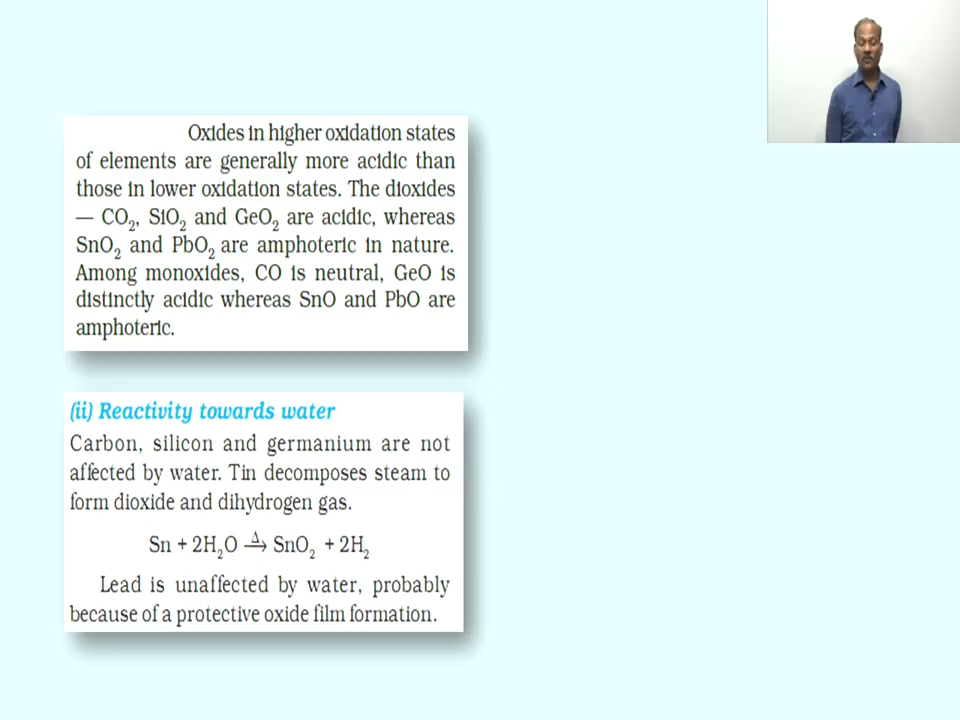 Oxides in higher oxidation states
of elements are generally more acidic than
those in lower oxidation states. The dioxides
— CO₂, SiO₂ and GeO₂ are acidic, whereas
SnO₂ and PbO₂ are amphoteric in nature.
Among monoxides, CO is neutral, GeO is
distinctly acidic whereas SnO and PbO are
amphoteric.
(ii) Reactivity towards water
Carbon, silicon and germanium are not
affected by water. Tin decomposes steam to
form dioxide and dihydrogen gas.
Sn + 2H₂O —Δ→ SnO₂ + 2H₂
Lead is unaffected by water, probably
because of a protective oxide film formation.